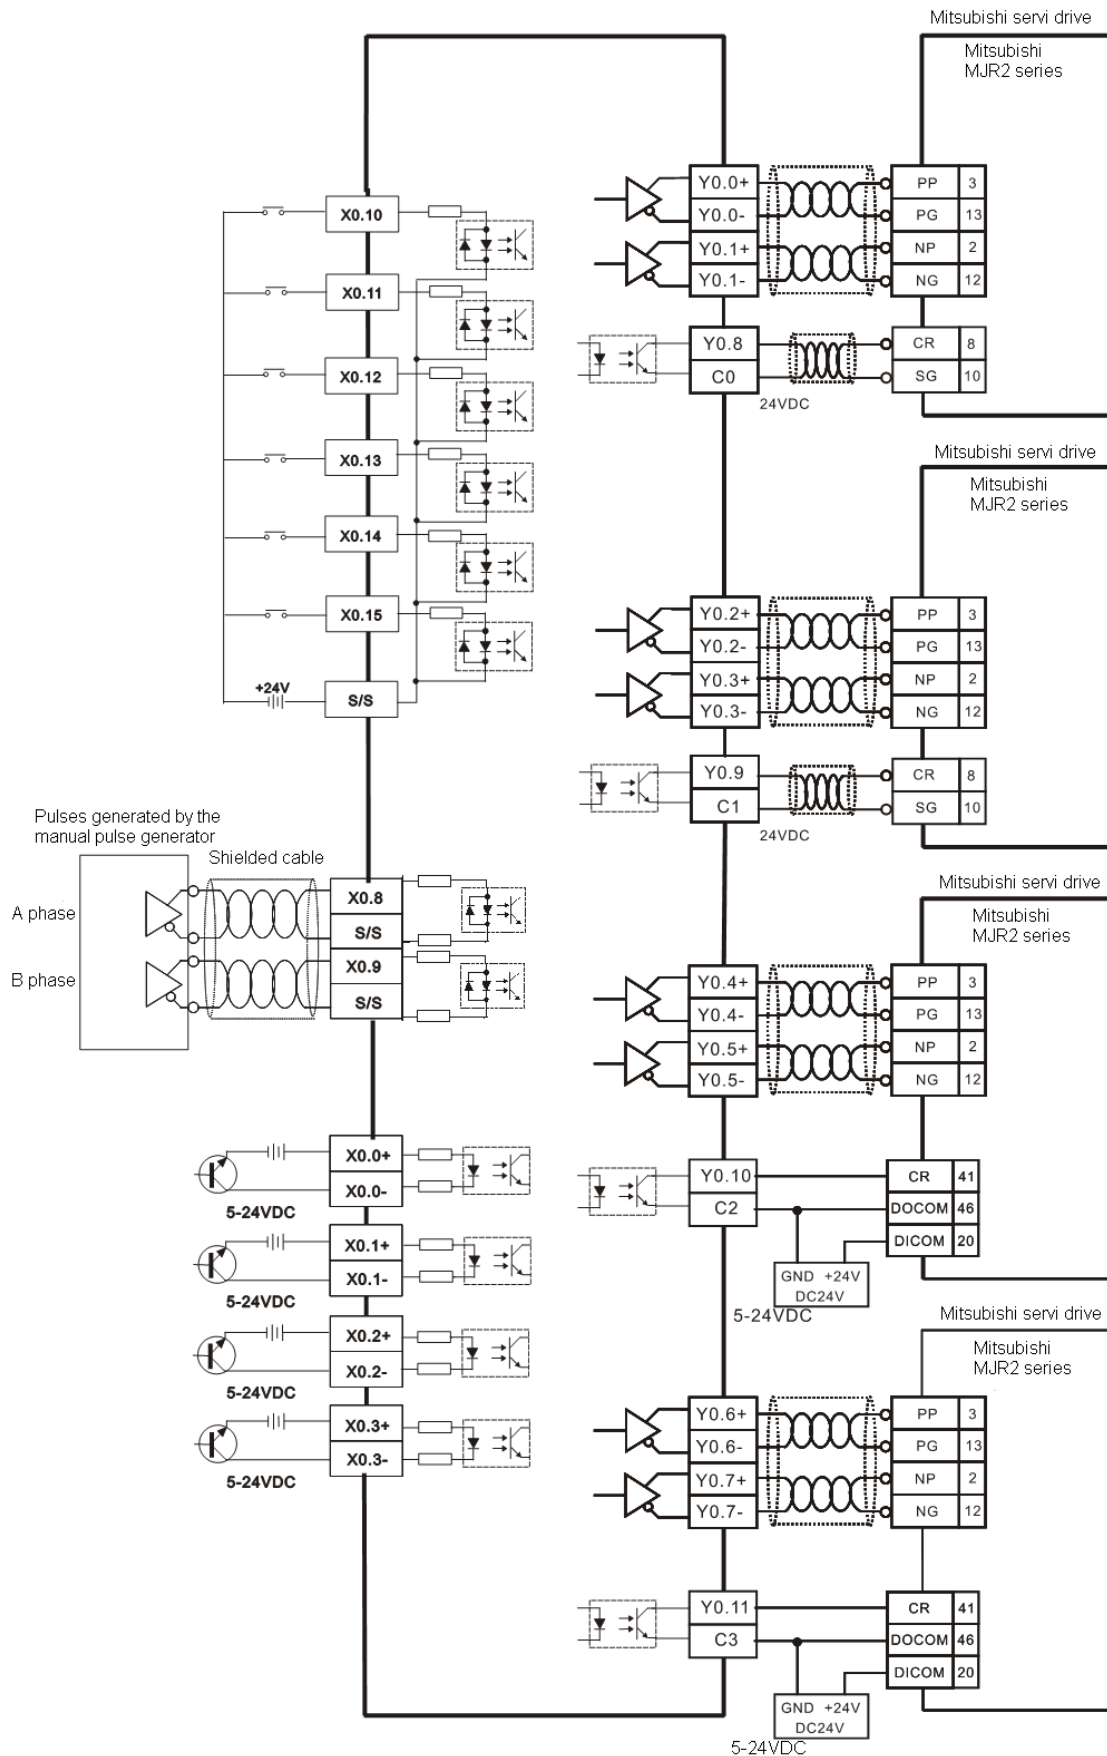 Mitsubishi servi drive
Mitsubishi
MJR2 series
Y0.0+
PP 3
Y0.0-
PG 13
Y0.1+
NP 2
Y0.1-
NG 12
Y0.8
CR 8
C0
SG 10
24VDC
X0.10
X0.11
X0.12
X0.13
X0.14
X0.15
+24V
S/S
Mitsubishi servi drive
Mitsubishi
MJR2 series
Y0.2+
PP 3
Y0.2-
PG 13
Y0.3+
NP 2
Y0.3-
NG 12
Y0.9
CR 8
C1
SG 10
24VDC
Pulses generated by the
manual pulse generator
Shielded cable
A phase
B phase
X0.8
S/S
X0.9
S/S
Mitsubishi servi drive
Mitsubishi
MJR2 series
Y0.4+
PP 3
Y0.4-
PG 13
Y0.5+
NP 2
Y0.5-
NG 12
Y0.10
CR 41
C2
DOCOM 46
DICOM 20
GND +24V
DC24V
5-24VDC
X0.0+
X0.0-
5-24VDC
X0.1+
X0.1-
5-24VDC
X0.2+
X0.2-
5-24VDC
X0.3+
X0.3-
5-24VDC
Mitsubishi servi drive
Mitsubishi
MJR2 series
Y0.6+
PP 3
Y0.6-
PG 13
Y0.7+
NP 2
Y0.7-
NG 12
Y0.11
CR 41
C3
DOCOM 46
DICOM 20
GND +24V
DC24V
5-24VDC